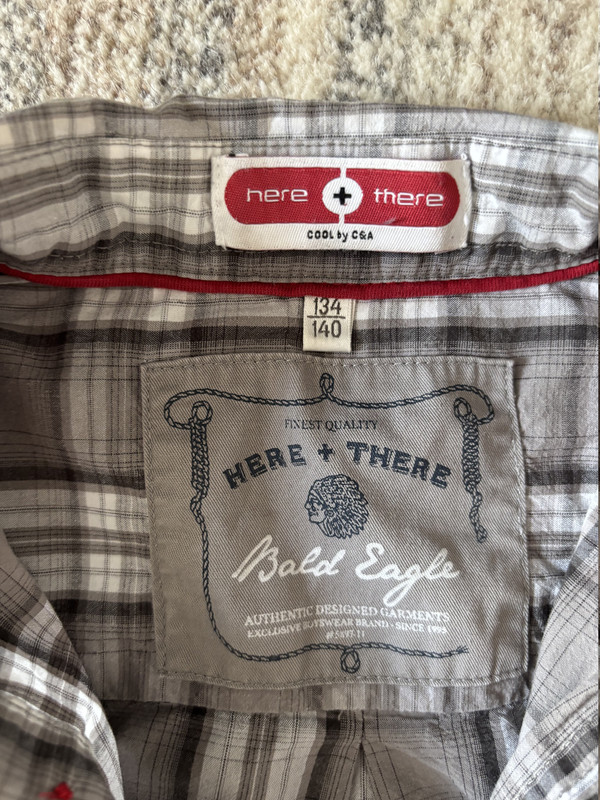 here + there
COOL by C&A
134
140
FINEST QUALITY
HERE + THERE
Bald Eagle
AUTHENTIC DESIGNED GARMENTS
EXCLUSIVE BOYSWEAR BRAND - SINCE 1995